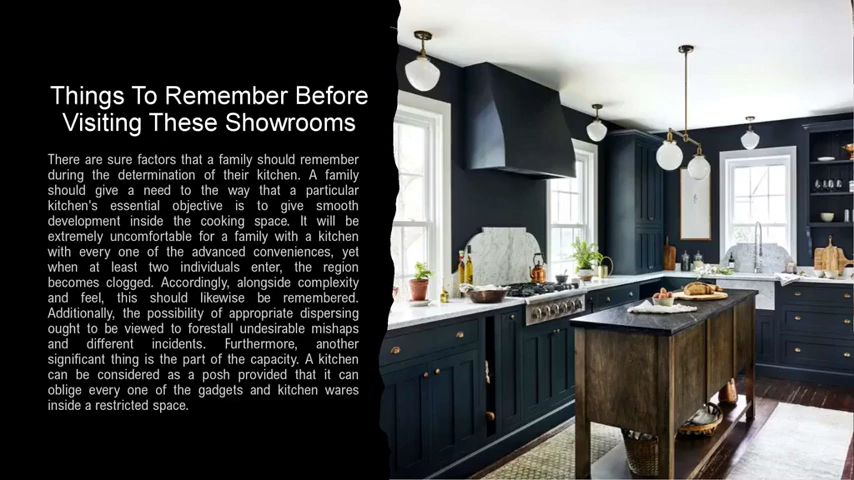 Things To Remember Before
Visiting These Showrooms
There are sure factors that a family should remember
during the determination of their kitchen. A family
should give a need to the way that a particular
kitchen's essential objective is to give smooth
development inside the cooking space. It will be
extremely uncomfortable for a family with a kitchen
with every one of the advanced conveniences, yet
when at least two individuals enter, the region
becomes clogged. Accordingly, alongside complexity
and feel, this should likewise be remembered.
Additionally, the possibility of appropriate dispersing
ought to be viewed to forestall undesirable mishaps
and different incidents. Furthermore, another
significant thing is the part of the capacity. A kitchen
can be considered as a posh provided that it can
oblige every one of the gadgets and kitchen wares
inside a restricted space.